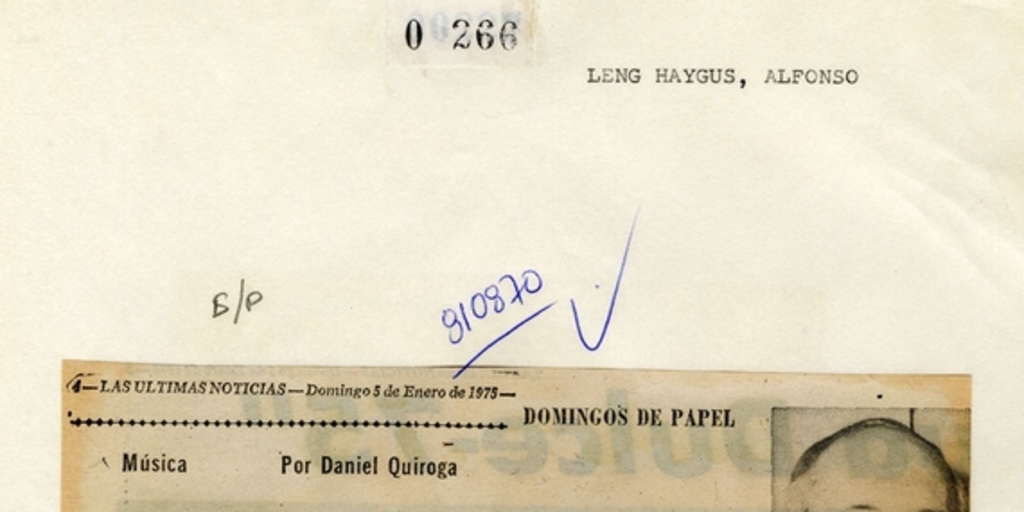 0 266
LENG HAYGUS, ALFONSO
B/P
910870
4—LAS ULTIMAS NOTICIAS—Domingo 5 de Enero de 1975—
DOMINGOS DE PAPEL
Música Por Daniel Quiroga